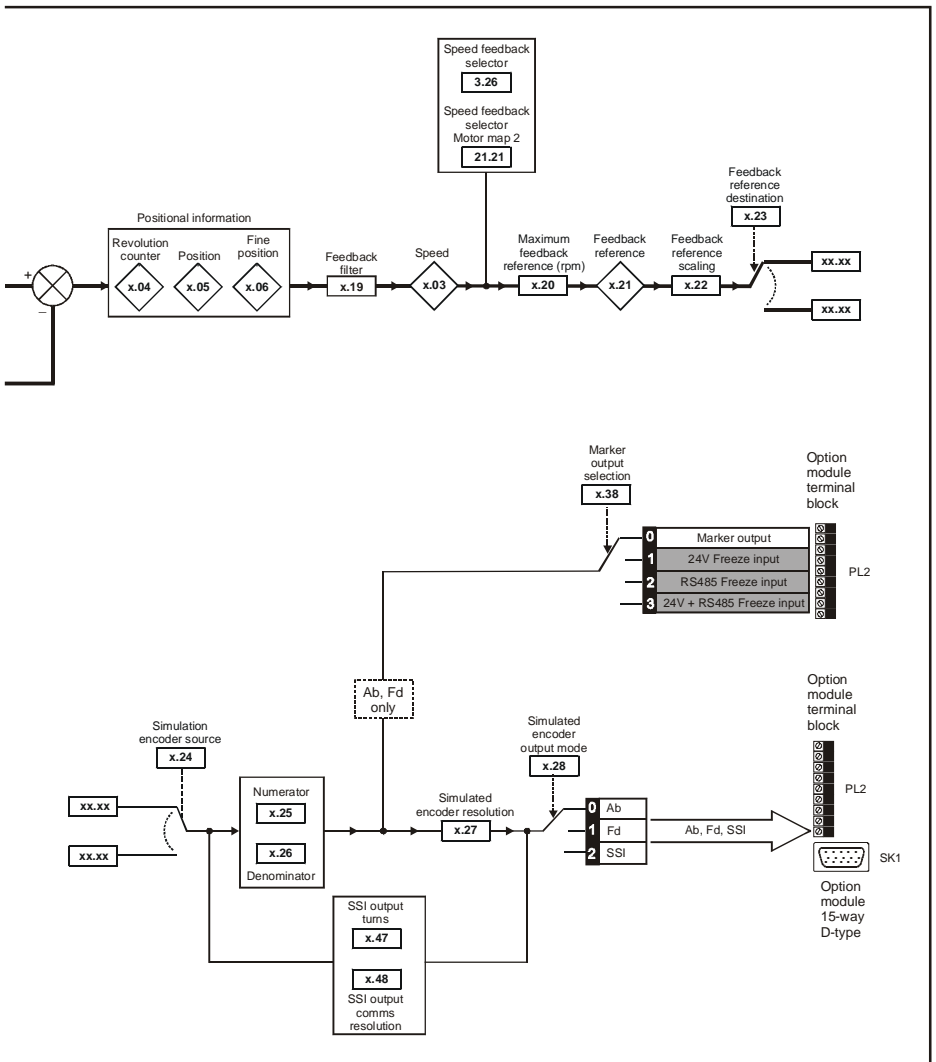 Speed feedback
selector
3.26
Speed feedback
selector
Motor map 2
21.21
Feedback
reference
destination
x.23
Positional information
Revolution
counter
x.04
Position
x.05
Fine
position
x.06
Feedback
filter
x.19
Speed
x.03
Maximum
feedback
reference (rpm)
x.20
Feedback
reference
x.21
Feedback
reference
scaling
x.22
xx.xx
xx.xx
+
–
Marker
output
selection
x.38
Option
module
terminal
block
0 Marker output
1 24V Freeze input
2 RS485 Freeze input
3 24V + RS485 Freeze input
PL2
Ab, Fd
only
Simulation
encoder source
x.24
xx.xx
xx.xx
Numerator
x.25
x.26
Denominator
Simulated
encoder resolution
x.27
Simulated
encoder
output mode
x.28
0 Ab
1 Fd
2 SSI
Ab, Fd, SSI
Option
module
terminal
block
PL2
SK1
Option
module
15-way
D-type
SSI output
turns
x.47
x.48
SSI output
comms
resolution